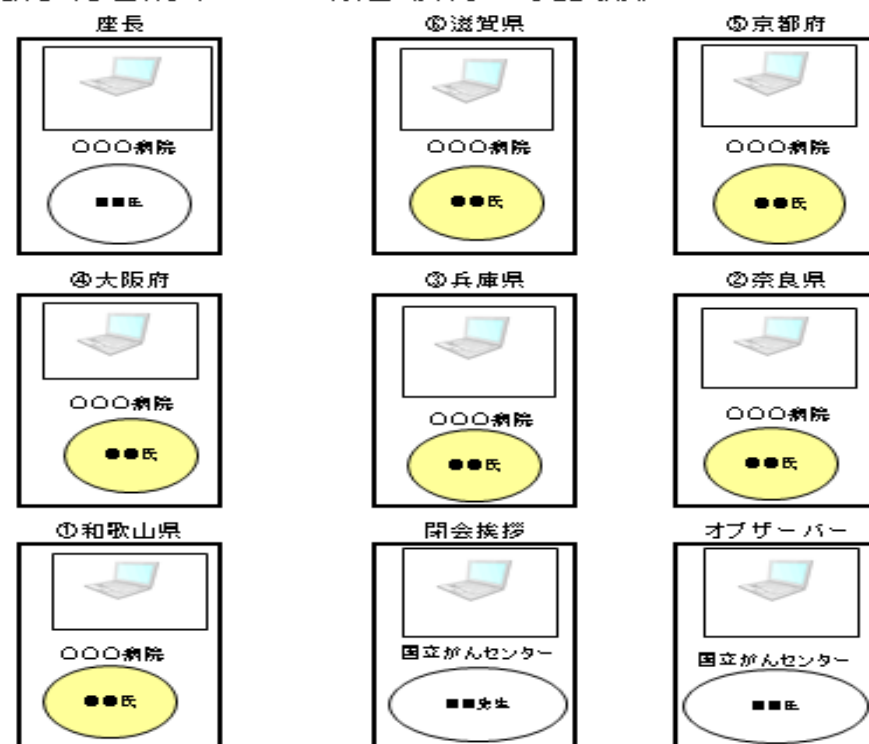 座長
⑥滋賀県
⑤京都府
〇〇〇病院
〇〇〇病院
〇〇〇病院
■■氏
●●氏
●●氏
④大阪府
③兵庫県
②奈良県
〇〇〇病院
〇〇〇病院
〇〇〇病院
●●氏
●●氏
●●氏
①和歌山県
閉会挨拶
オブザーバー
〇〇〇病院
国立がんセンター
国立がんセンター
●●氏
■■先生
■■氏